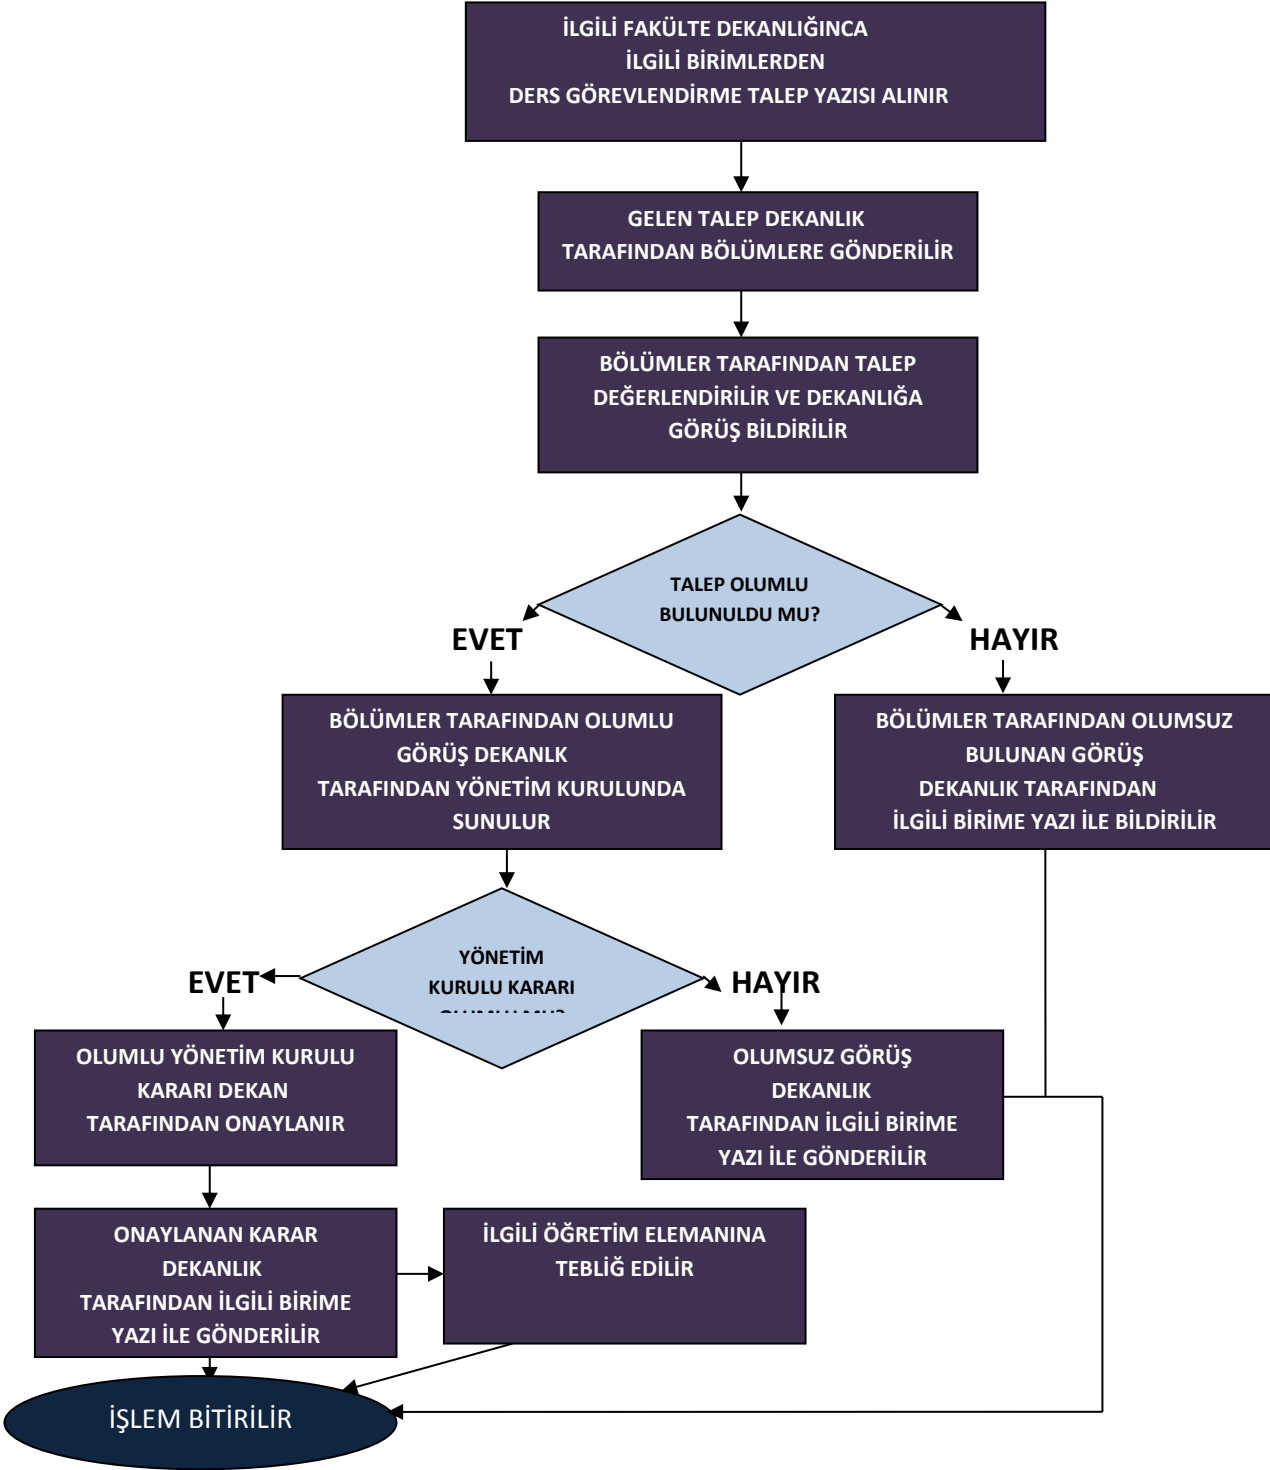 İLGİLİ FAKÜLTE DEKANLIĞINCA
İLGİLİ BİRİMLERDEN
DERS GÖREVLENDİRME TALEP YAZISI ALINIR
GELEN TALEP DEKANLIK
TARAFINDAN BÖLÜMLERE GÖNDERİLİR
BÖLÜMLER TARAFINDAN TALEP
DEĞERLENDİRİLİR VE DEKANLIĞA
GÖRÜŞ BİLDİRİLİR
TALEP OLUMLU
BULUNULDU MU?
EVET
HAYIR
BÖLÜMLER TARAFINDAN OLUMLU
GÖRÜŞ DEKANLK
TARAFINDAN YÖNETİM KURULUNDA
SUNULUR
BÖLÜMLER TARAFINDAN OLUMSUZ
BULUNAN GÖRÜŞ
DEKANLIK TARAFINDAN
İLGİLİ BİRİME YAZI İLE BİLDİRİLİR
YÖNETİM
KURULU KARARI
EVET
HAYIR
OLUMLU YÖNETİM KURULU
KARARI DEKAN
TARAFINDAN ONAYLANIR
OLUMSUZ GÖRÜŞ
DEKANLIK
TARAFINDAN İLGİLİ BİRİME
YAZI İLE GÖNDERİLİR
ONAYLANAN KARAR
DEKANLIK
TARAFINDAN İLGİLİ BİRİME
YAZI İLE GÖNDERİLİR
İLGİLİ ÖĞRETİM ELEMANINA
TEBLİĞ EDİLİR
İŞLEM BİTİRİLİR